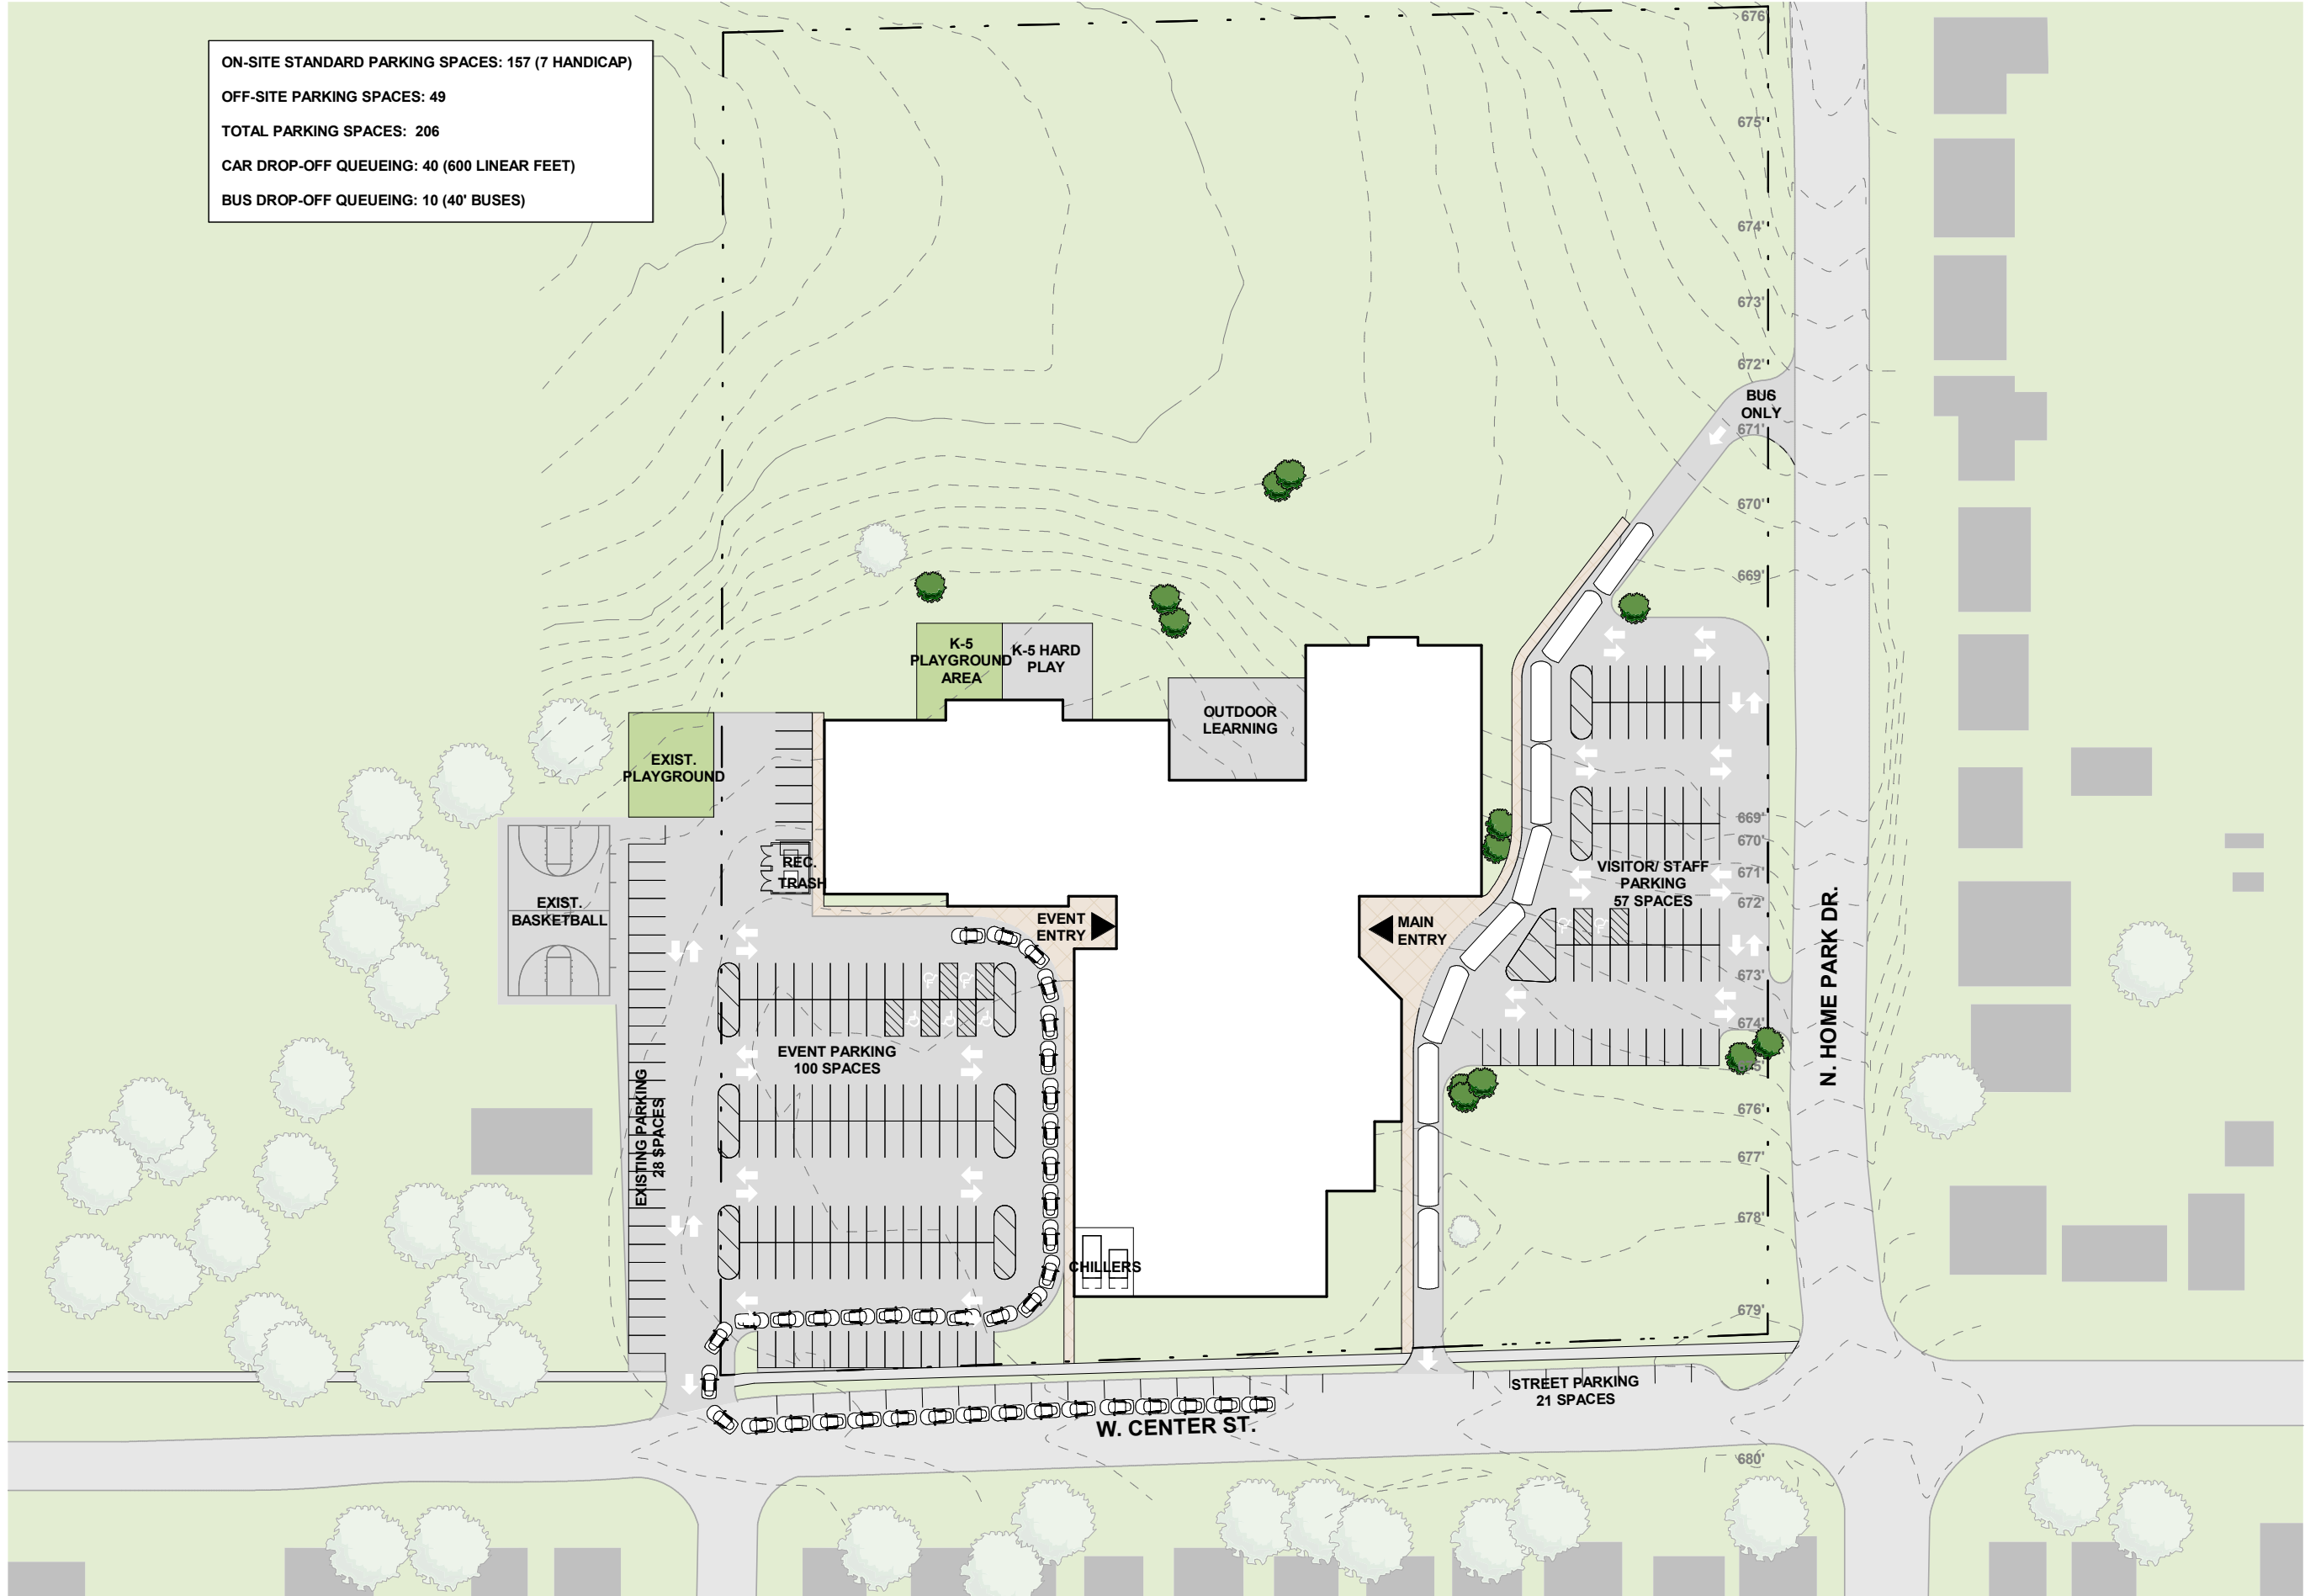 ON-SITE STANDARD PARKING SPACES: 157 (7 HANDICAP)
OFF-SITE PARKING SPACES: 49
TOTAL PARKING SPACES: 206
CAR DROP-OFF QUEUEING: 40 (600 LINEAR FEET)
BUS DROP-OFF QUEUEING: 10 (40' BUSES)
676
675'
674'
673'
672'
BUS
ONLY
671'
670'
669'
K-5
PLAYGROUND
AREA
K-5 HARD
PLAY
OUTDOOR
LEARNING
EXIST.
PLAYGROUND
REC.
TRASH
EXIST.
BASKETBALL
EVENT
ENTRY
MAIN
ENTRY
VISITOR/ STAFF
PARKING
57 SPACES
669'
670'
671'
672'
673'
674'
676'
677'
678'
679'
680'
N. HOME PARK DR.
EVENT PARKING
100 SPACES
EXISTING PARKING
28 SPACES
CHILLERS
STREET PARKING
21 SPACES
W. CENTER ST.